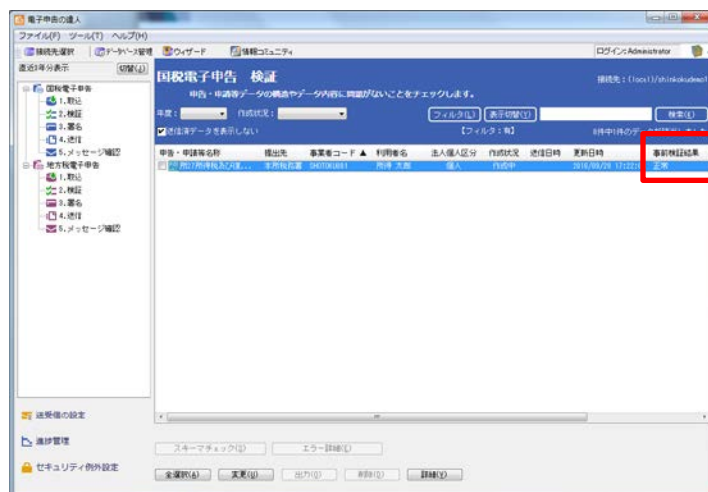 電子申告の達人
ファイル(F) ツール(T) ヘルプ(H)
接続先選択 データベース管理 ウィザード 情報コミュニティ ログイン:Administrator
直近1年分表示 切替(J)
国税電子申告
1.取込
2.検証
3.署名
4.送信
5.メッセージ確認
地方税電子申告
1.取込
2.検証
3.署名
4.送信
5.メッセージ確認
送受信の設定
進捗管理
セキュリティ例外設定
国税電子申告 検証
申告・申請等データの構造やデータ内容に問題がないことをチェックします。
年度: 作成状況: フィルタ(L) 表示切替(Y) 検索(E)
送信済データを表示しない 【フィルタ:無】
申告・申請等名称 提出先 事業者コード ▲ 利用者名 法人個人区分 作成状況 送信日時 更新日時 事前検証結果
個人 作成中 正常
スキーマチェック(I) エラー詳細(C)
全選択(A) 変更(U) 出力(O) 削除(D) 詳細(Y)